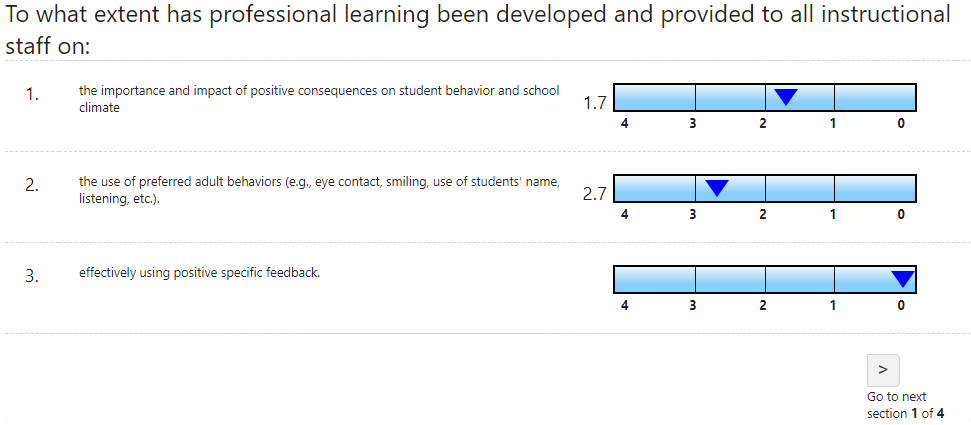 To what extent has professional learning been developed and provided to all instructional
staff on:
1. the importance and impact of positive consequences on student behavior and school
climate
1.7
4 3 2 1 0
2. the use of preferred adult behaviors (e.g., eye contact, smiling, use of students' name,
listening, etc.).
2.7
4 3 2 1 0
3. effectively using positive specific feedback.
4 3 2 1 0
>
Go to next
section 1 of 4